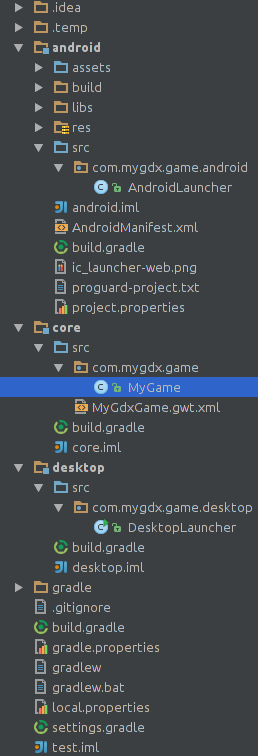 .idea
.temp
android
assets
build
libs
res
src
com.mygdx.game.android
AndroidLauncher
android.iml
AndroidManifest.xml
build.gradle
ic_launcher-web.png
proguard-project.txt
project.properties
core
src
com.mygdx.game
MyGame
MyGdxGame.gwt.xml
build.gradle
core.iml
desktop
src
com.mygdx.game.desktop
DesktopLauncher
build.gradle
desktop.iml
gradle
.gitignore
build.gradle
gradle.properties
gradlew
gradlew.bat
local.properties
settings.gradle
test.iml